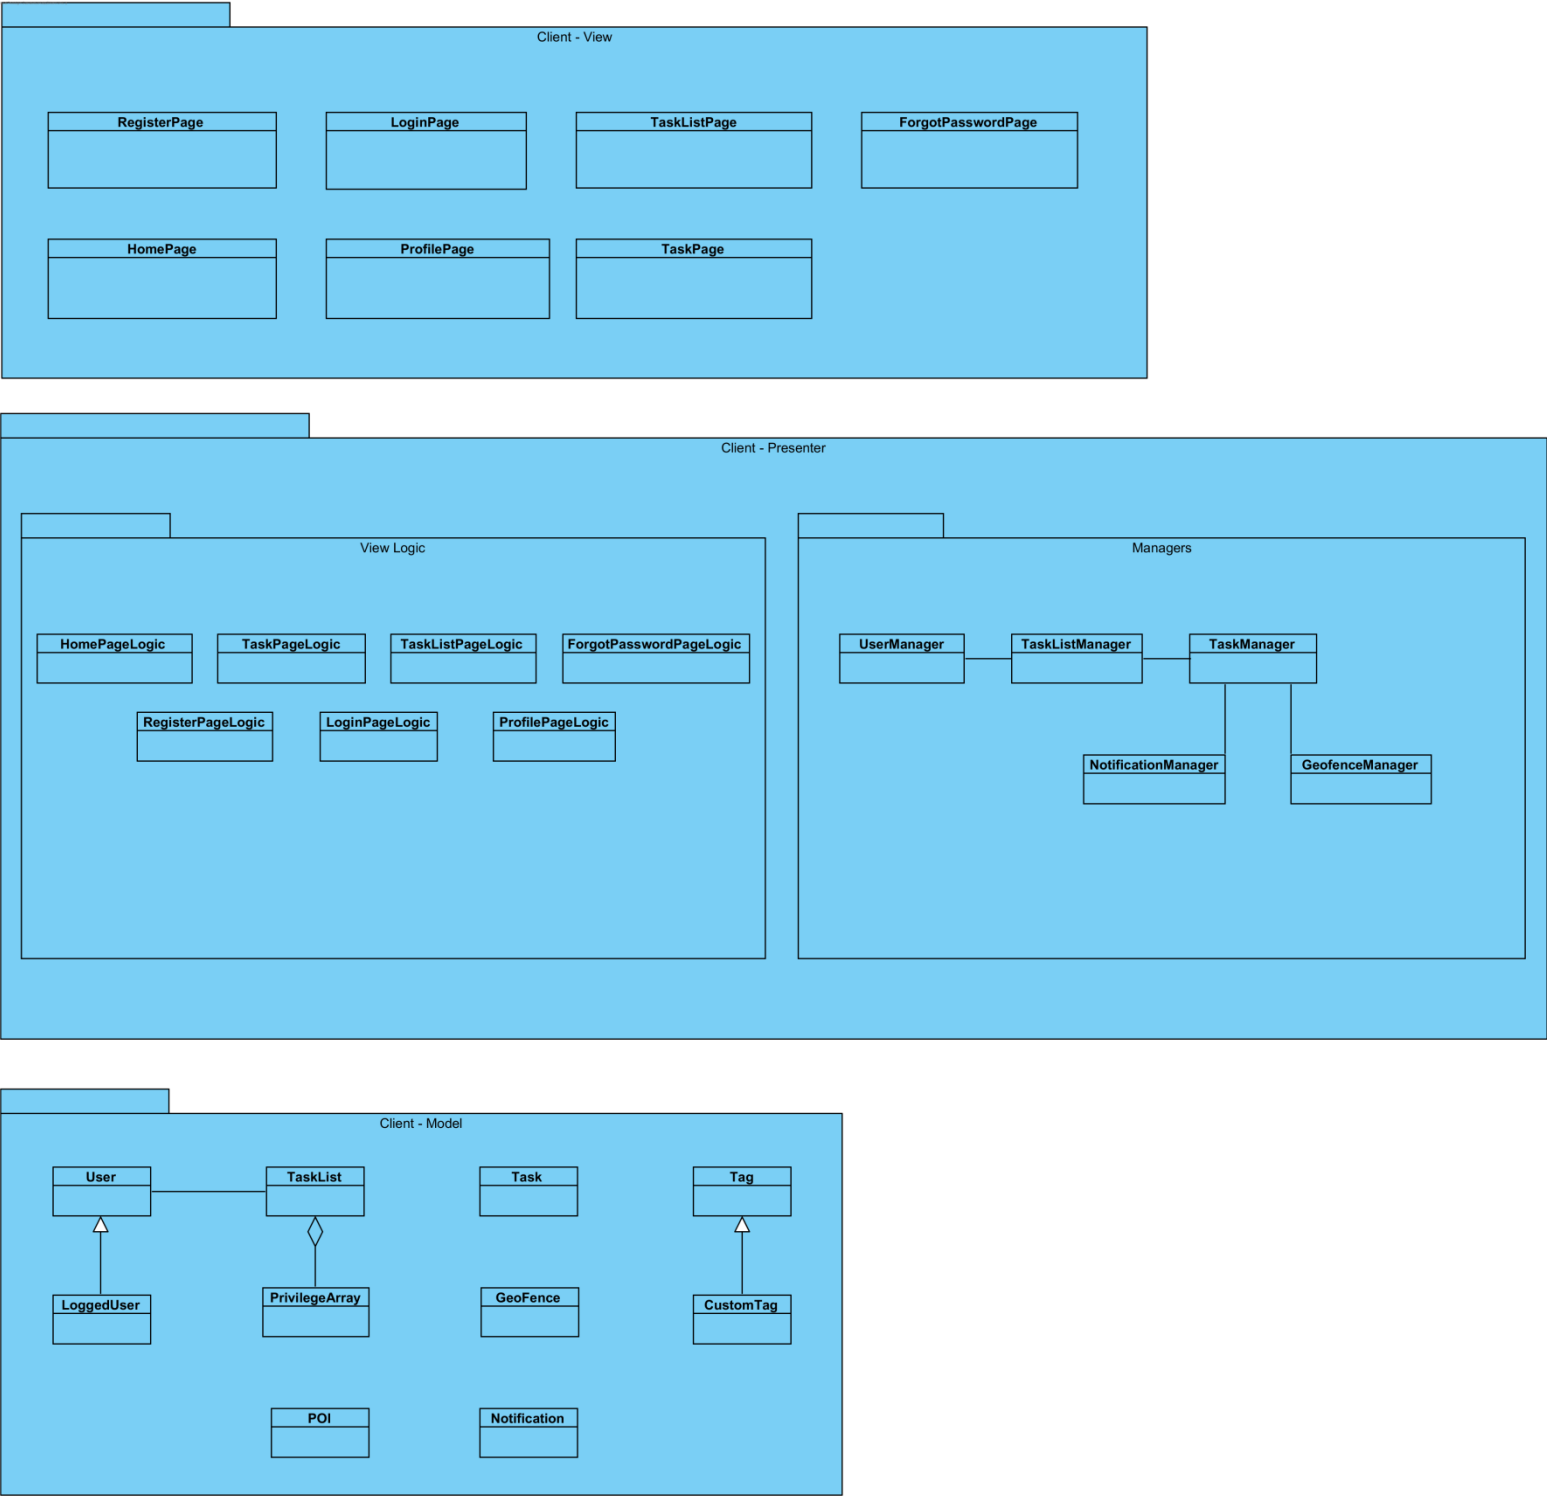 Client - View
RegisterPage
LoginPage
TaskListPage
ForgotPasswordPage
HomePage
ProfilePage
TaskPage
Client - Presenter
View Logic
HomePageLogic
TaskPageLogic
TaskListPageLogic
ForgotPasswordPageLogic
RegisterPageLogic
LoginPageLogic
ProfilePageLogic
Managers
UserManager
TaskListManager
TaskManager
NotificationManager
GeofenceManager
Client - Model
User
TaskList
Task
Tag
LoggedUser
PrivilegeArray
GeoFence
CustomTag
POI
Notification